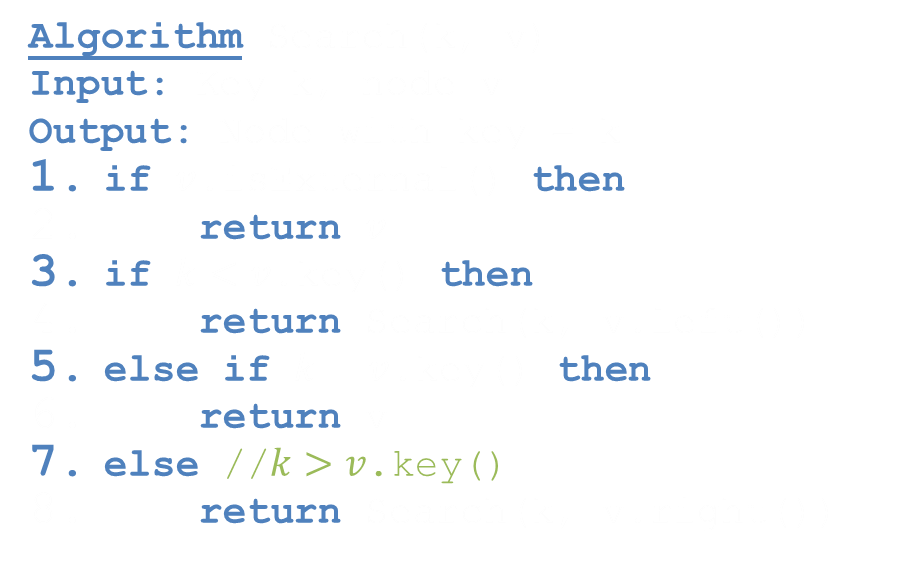 Algorithm
Input:
Output:
1. if then
return
3. if then
return
5. else if then
return
7. else //k > v.key()
return